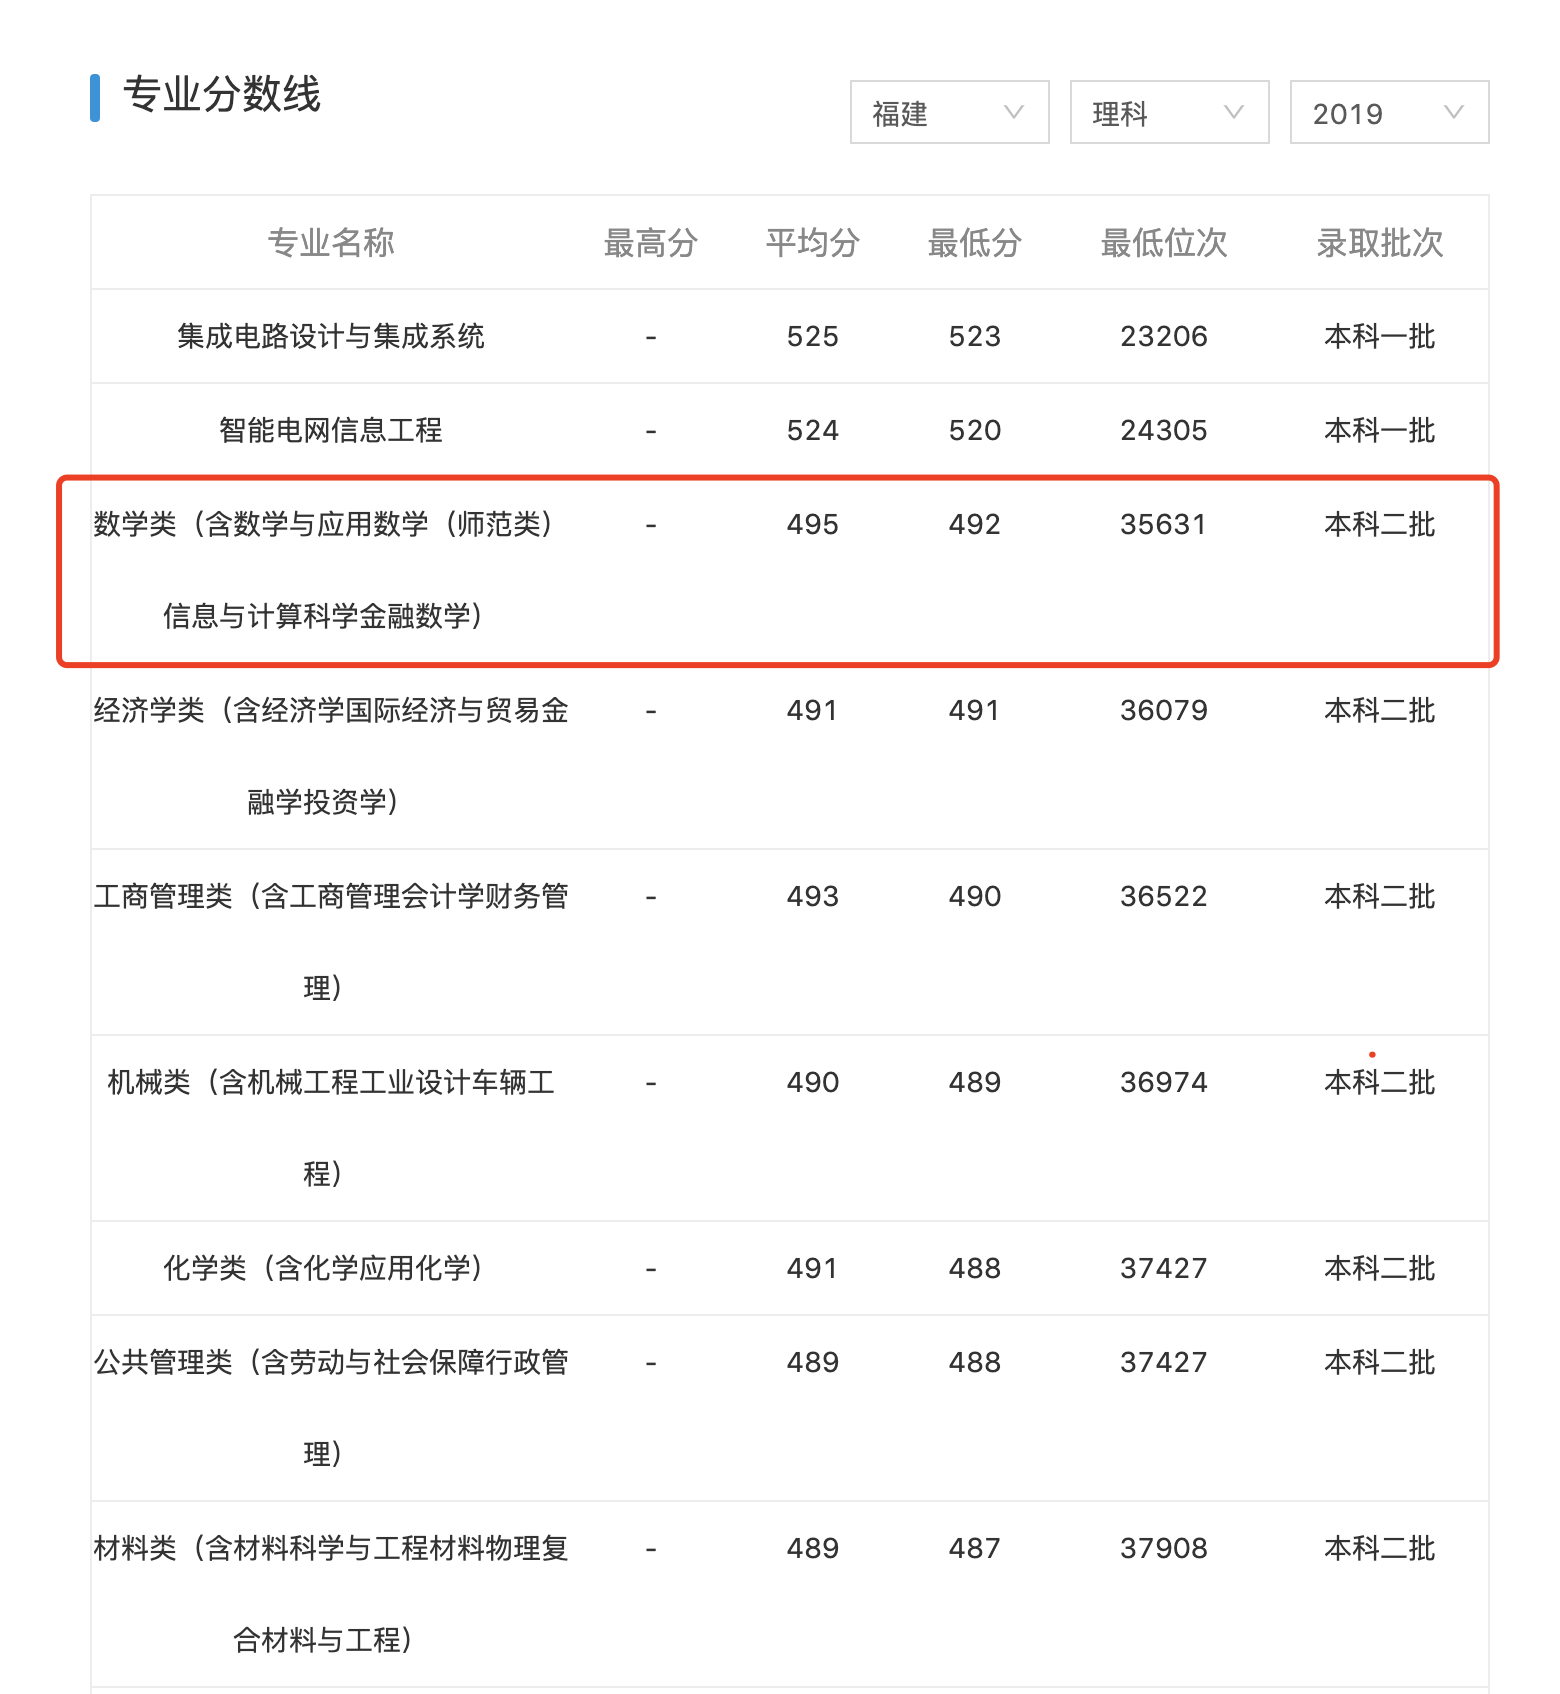 专业分数线
福建 理科 2019
专业名称 最高分 平均分 最低分 最低位次 录取批次
集成电路设计与集成系统 - 525 523 23206 本科一批
智能电网信息工程 - 524 520 24305 本科一批
数学类（含数学与应用数学（师范类） - 495 492 35631 本科二批
信息与计算科学金融数学）
经济学类（含经济学国际经济与贸易金 - 491 491 36079 本科二批
融学投资学）
工商管理类（含工商管理会计学财务管 - 493 490 36522 本科二批
理）
机械类（含机械工程工业设计车辆工 - 490 489 36974 本科二批
程）
化学类（含化学应用化学） - 491 488 37427 本科二批
公共管理类（含劳动与社会保障行政管 - 489 488 37427 本科二批
理）
材料类（含材料科学与工程材料物理复 - 489 487 37908 本科二批
合材料与工程）